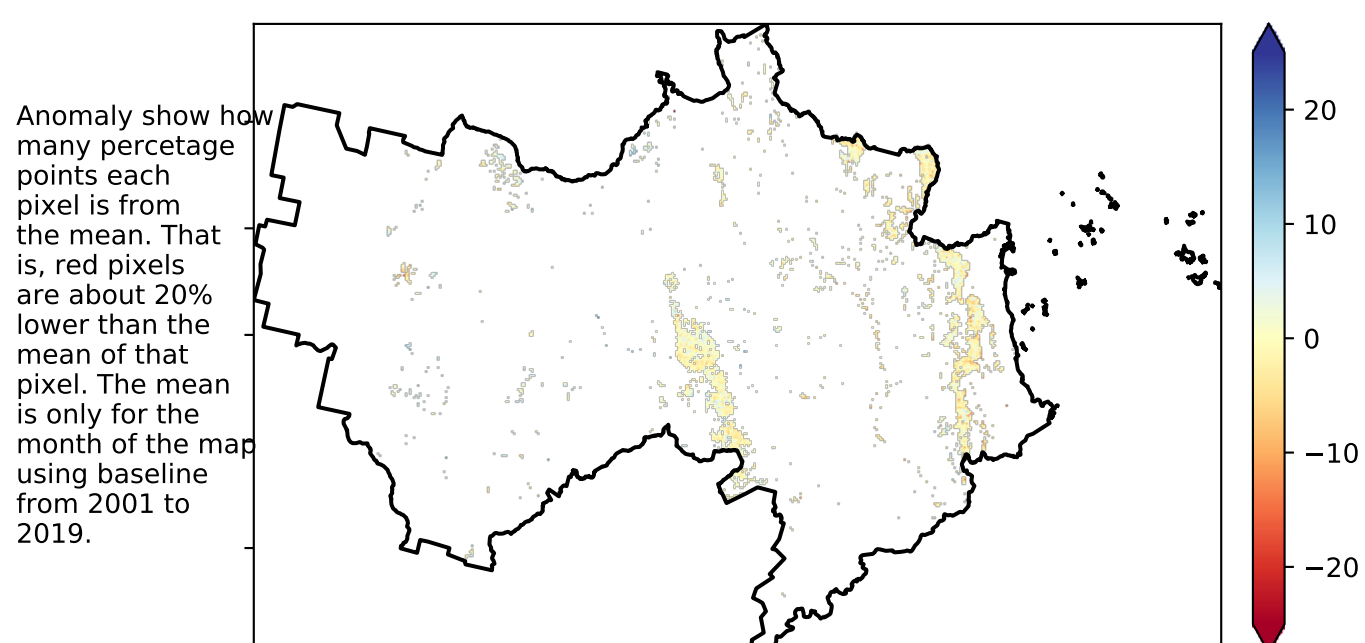 Anomaly show how
many percetage
points each
pixel is from
the mean. That
is, red pixels
are about 20%
lower than the
mean of that
pixel. The mean
is only for the
month of the map
using baseline
from 2001 to
2019.
20
10
0
−10
−20